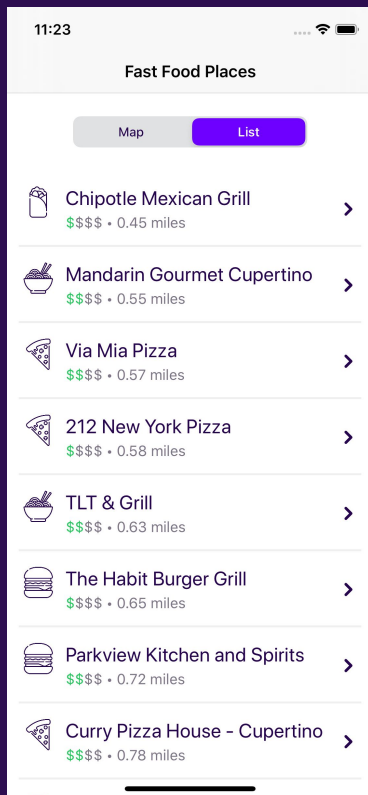 11:23
Fast Food Places
Map
List
Chipotle Mexican Grill
$$$$ • 0.45 miles
Mandarin Gourmet Cupertino
$$$$ • 0.55 miles
Via Mia Pizza
$$$$ • 0.57 miles
212 New York Pizza
$$$$ • 0.58 miles
TLT & Grill
$$$$ • 0.63 miles
The Habit Burger Grill
$$$$ • 0.65 miles
Parkview Kitchen and Spirits
$$$$ • 0.72 miles
Curry Pizza House - Cupertino
$$$$ • 0.78 miles